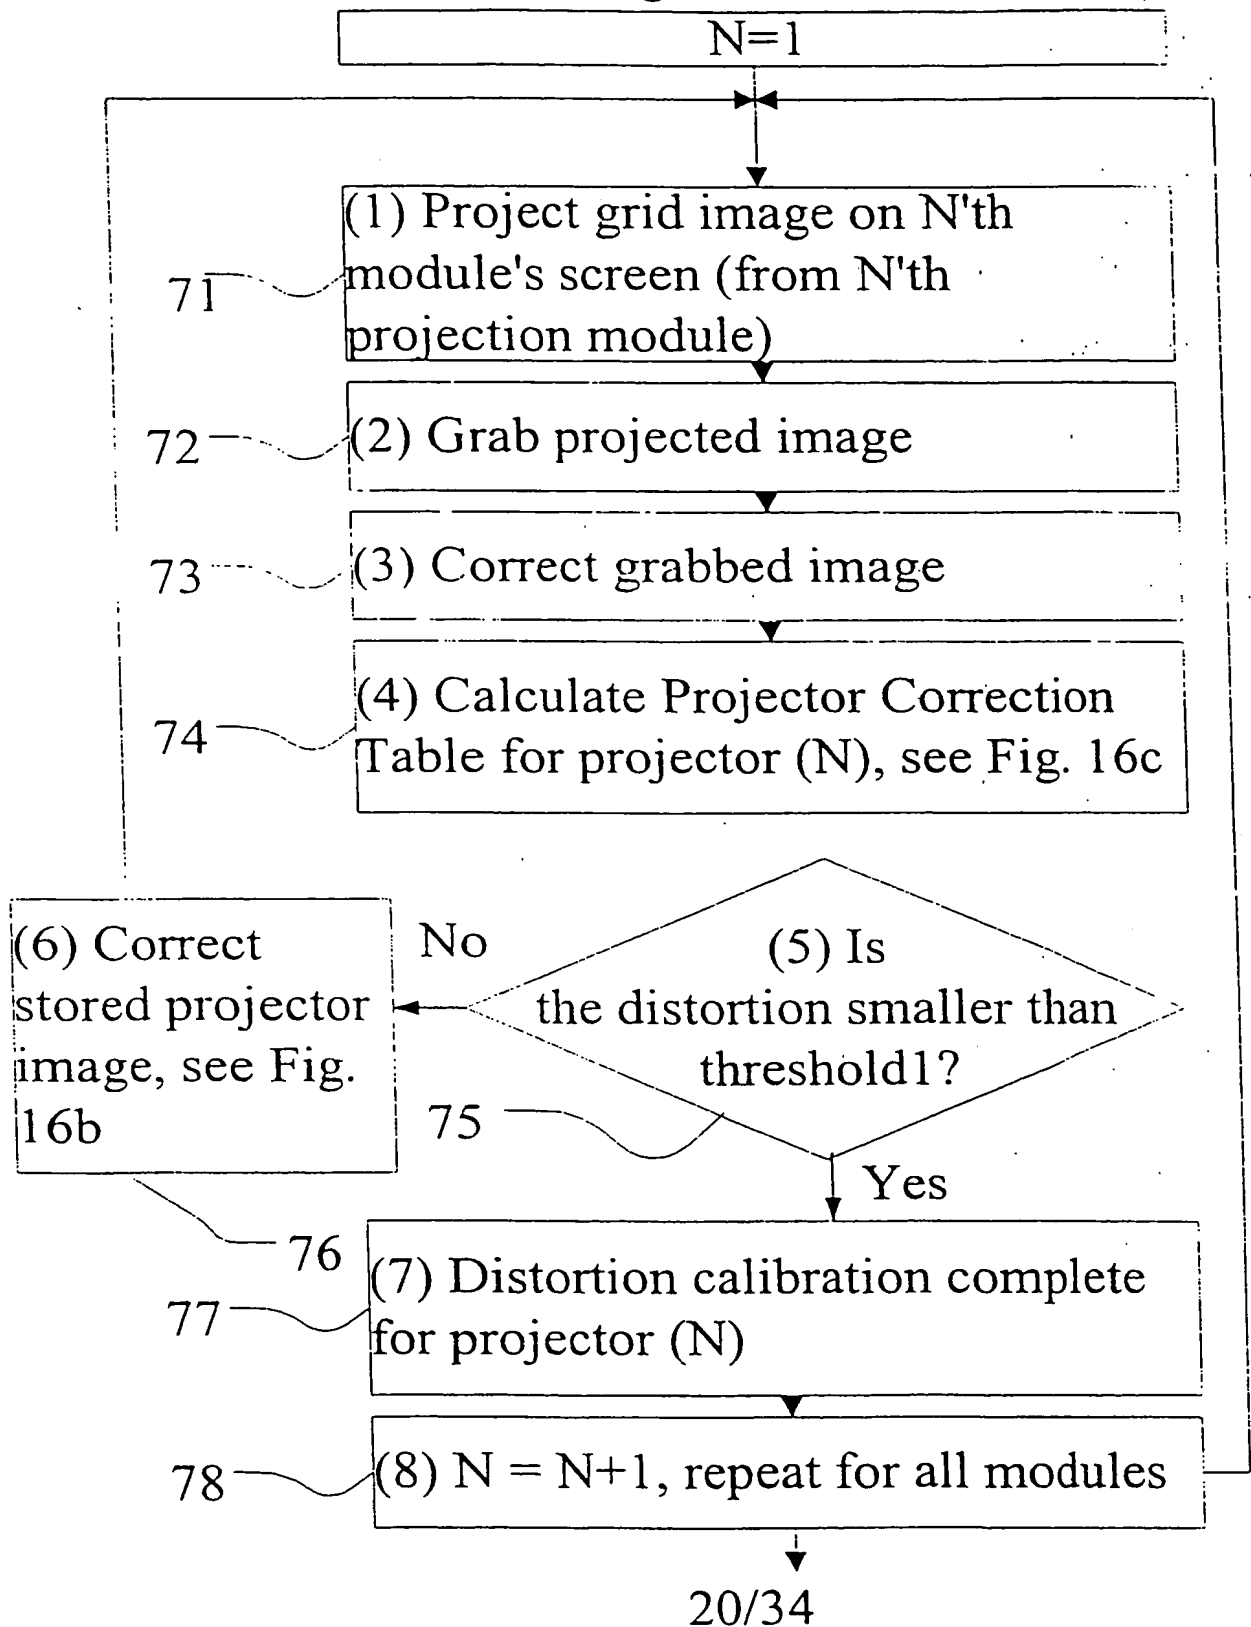 N=1
(1) Project grid image on N'th
module's screen (from N'th
projection module)
71
(2) Grab projected image
72
(3) Correct grabbed image
73
(4) Calculate Projector Correction
Table for projector (N), see Fig. 16c
74
(5) Is
the distortion smaller than
threshold1?
75
No
(6) Correct
stored projector
image, see Fig.
16b
76
Yes
(7) Distortion calibration complete
for projector (N)
77
(8) N = N+1, repeat for all modules
78
20/34